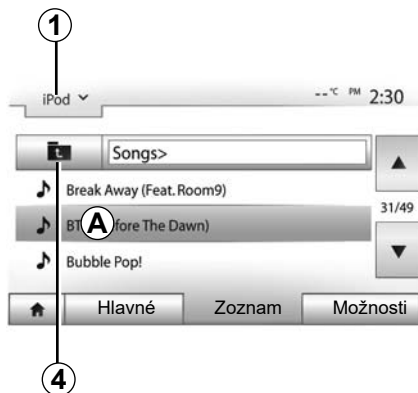 1
iPod --°C PM 2:30
Songs>
Break Away (Feat. Room9)
31/49
A fore The Dawn)
Bubble Pop!
Hlavné Zoznam Možnosti
4